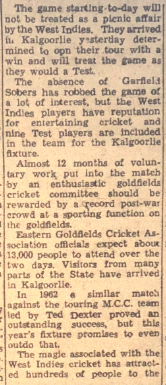 The game starting to-day will
not be treated as a picnic affair
by the West Indies. They arrived
in Kalgoorlie yesterday deter-
mined to opn their tour with a
win and will treat the game as
they would a Test.
The absence of Garfield
Sobers has robbed the game of
a lot of interest, but the West
Indies players have reputation
for entertaining cricket and
nine Test players are included
in the team for the Kalgoorlie
fixture.
Almost 12 months of volun-
tary work put into the match
by an enthusiastic goldfields
cricket committee should be
rewarded by a record post-war
crowd at a sporting function on
the goldfields.
Eastern Goldfields Cricket As-
sociation officials expect about
13,000 people to attend over the
two days. Visitors from many
parts of the State have arrived
in Kalgoorlie.
In 1962 a similar match
against the touring M.C.C. team
led by Ted Dexter proved an
outstanding success, but this
year's fixture promises to even
outdo that.
The magic associated with the
West Indies cricket has attract-
ed hundreds of people to the